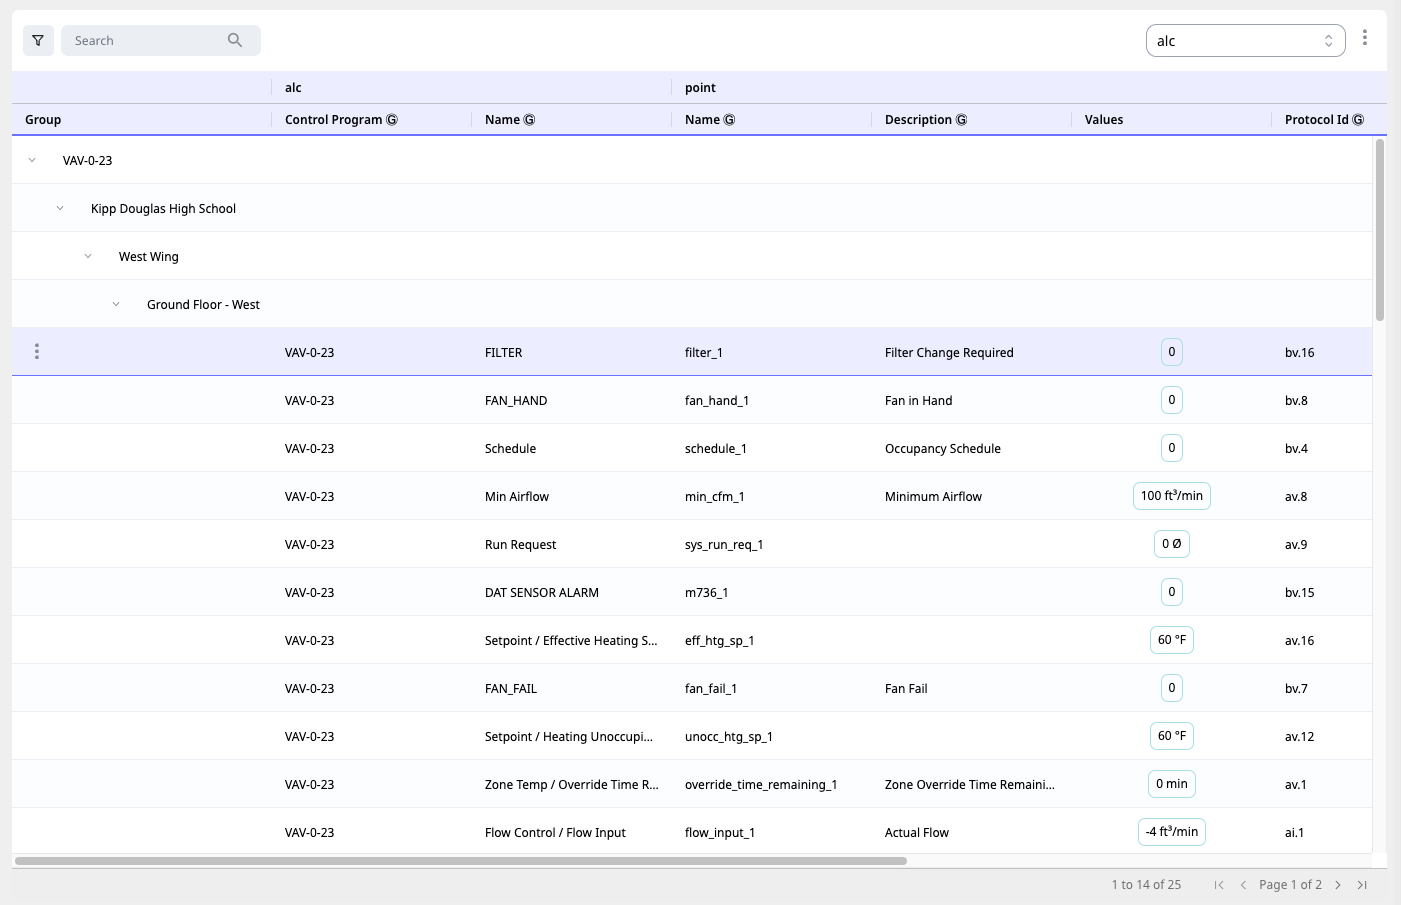 Search
alc
alc point
Group Control Program Name Name Description Values Protocol Id
VAV-0-23
Kipp Douglas High School
West Wing
Ground Floor - West
VAV-0-23 FILTER filter_1 Filter Change Required 0 bv.16
VAV-0-23 FAN_HAND fan_hand_1 Fan in Hand 0 bv.8
VAV-0-23 Schedule schedule_1 Occupancy Schedule 0 bv.4
VAV-0-23 Min Airflow min_cfm_1 Minimum Airflow 100 ft³/min av.8
VAV-0-23 Run Request sys_run_req_1 0 Ø av.9
VAV-0-23 DAT SENSOR ALARM m736_1 0 bv.15
VAV-0-23 Setpoint / Effective Heating S... eff_htg_sp_1 60 °F av.16
VAV-0-23 FAN_FAIL fan_fail_1 Fan Fail 0 bv.7
VAV-0-23 Setpoint / Heating Unoccupi... unocc_htg_sp_1 60 °F av.12
VAV-0-23 Zone Temp / Override Time R... override_time_remaining_1 Zone Override Time Remaini... 0 min av.1
VAV-0-23 Flow Control / Flow Input flow_input_1 Actual Flow -4 ft³/min ai.1
1 to 14 of 25 Page 1 of 2